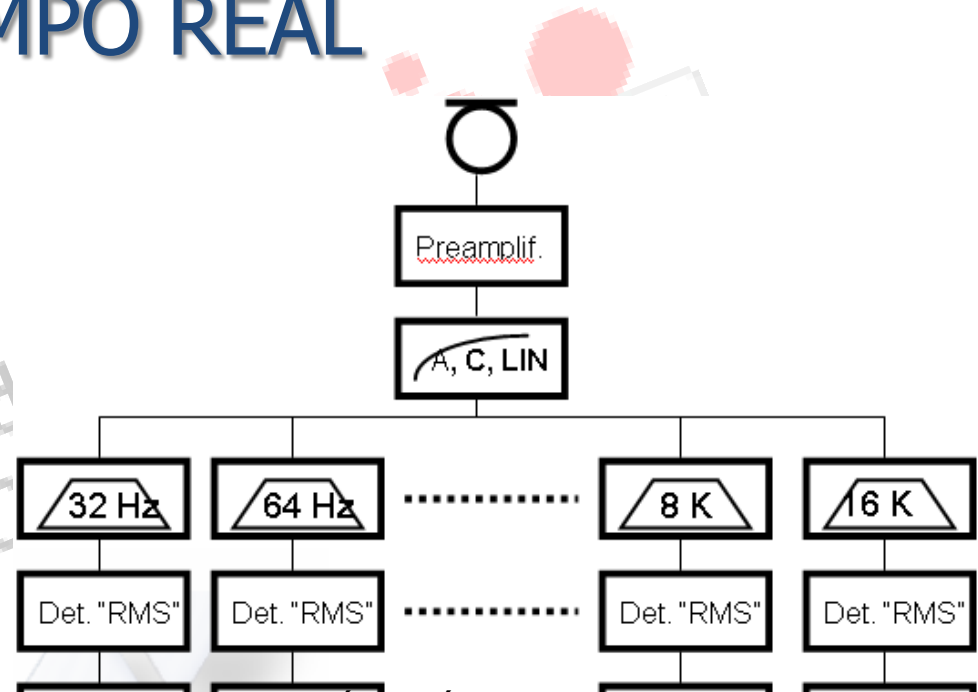 MPO REAL
Preamplif.
A, C, LIN
32 Hz 64 Hz 8 K 16 K
Det. "RMS" Det. "RMS" Det. "RMS" Det. "RMS"